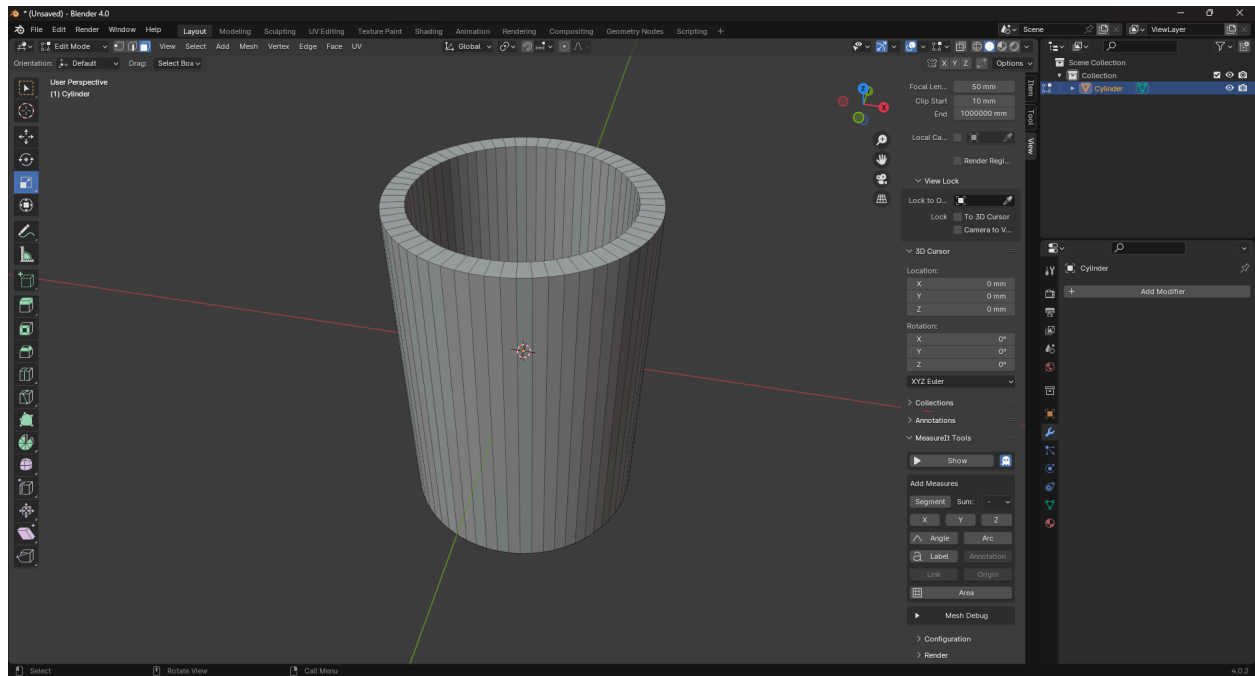 * (Unsaved) - Blender 4.0
File Edit Render Window Help Layout Modeling Sculpting UV Editing Texture Paint Shading Animation Rendering Compositing Geometry Nodes Scripting + Scene ViewLayer
Edit Mode View Select Add Mesh Vertex Edge Face UV Global
Orientation: Default Drag: Select Box X Y Z Options
User Perspective
(1) Cylinder
Z
X
Focal Len... 50 mm
Clip Start 10 mm
End 1000000 mm
Local Ca...
Render Regi...
View Lock
Lock to O...
Lock To 3D Cursor
Camera to V...
3D Cursor
Location:
X 0 mm
Y 0 mm
Z 0 mm
Rotation:
X 0°
Y 0°
Z 0°
XYZ Euler
Collections
Annotations
MeasureIt Tools
Show
Add Measures
Segment Sum: -
X Y Z
Angle Arc
Label Annotation
Link Origin
Area
Mesh Debug
Configuration
Render
Item
Tool
View
Scene Collection
Collection
Cylinder
Cylinder
+ Add Modifier
Select Rotate View Call Menu 4.0.2